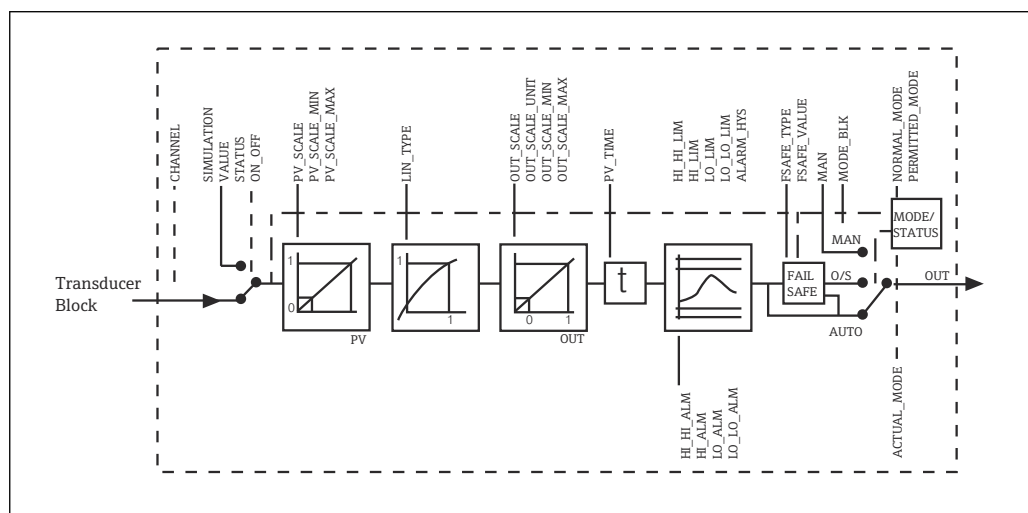 CHANNEL
SIMULATION
VALUE
STATUS
ON_OFF
PV_SCALE
PV_SCALE_MIN
PV_SCALE_MAX
LIN_TYPE
OUT_SCALE
OUT_SCALE_UNIT
OUT_SCALE_MIN
OUT_SCALE_MAX
PV_TIME
HI_HI_LIM
HI_LIM
LO_LIM
LO_LO_LIM
ALARM_HYS
FSAFE_TYPE
FSAFE_VALUE
MAN
MODE_BLK
NORMAL_MODE
PERMITTED_MODE
MODE/
STATUS
MAN
Transducer
Block
1
0
PV
1
1
1
0
1
OUT
t
FAIL
SAFE
O/S
AUTO
OUT
HI_HI_ALM
HI_ALM
LO_ALM
LO_LO_ALM
ACTUAL_MODE